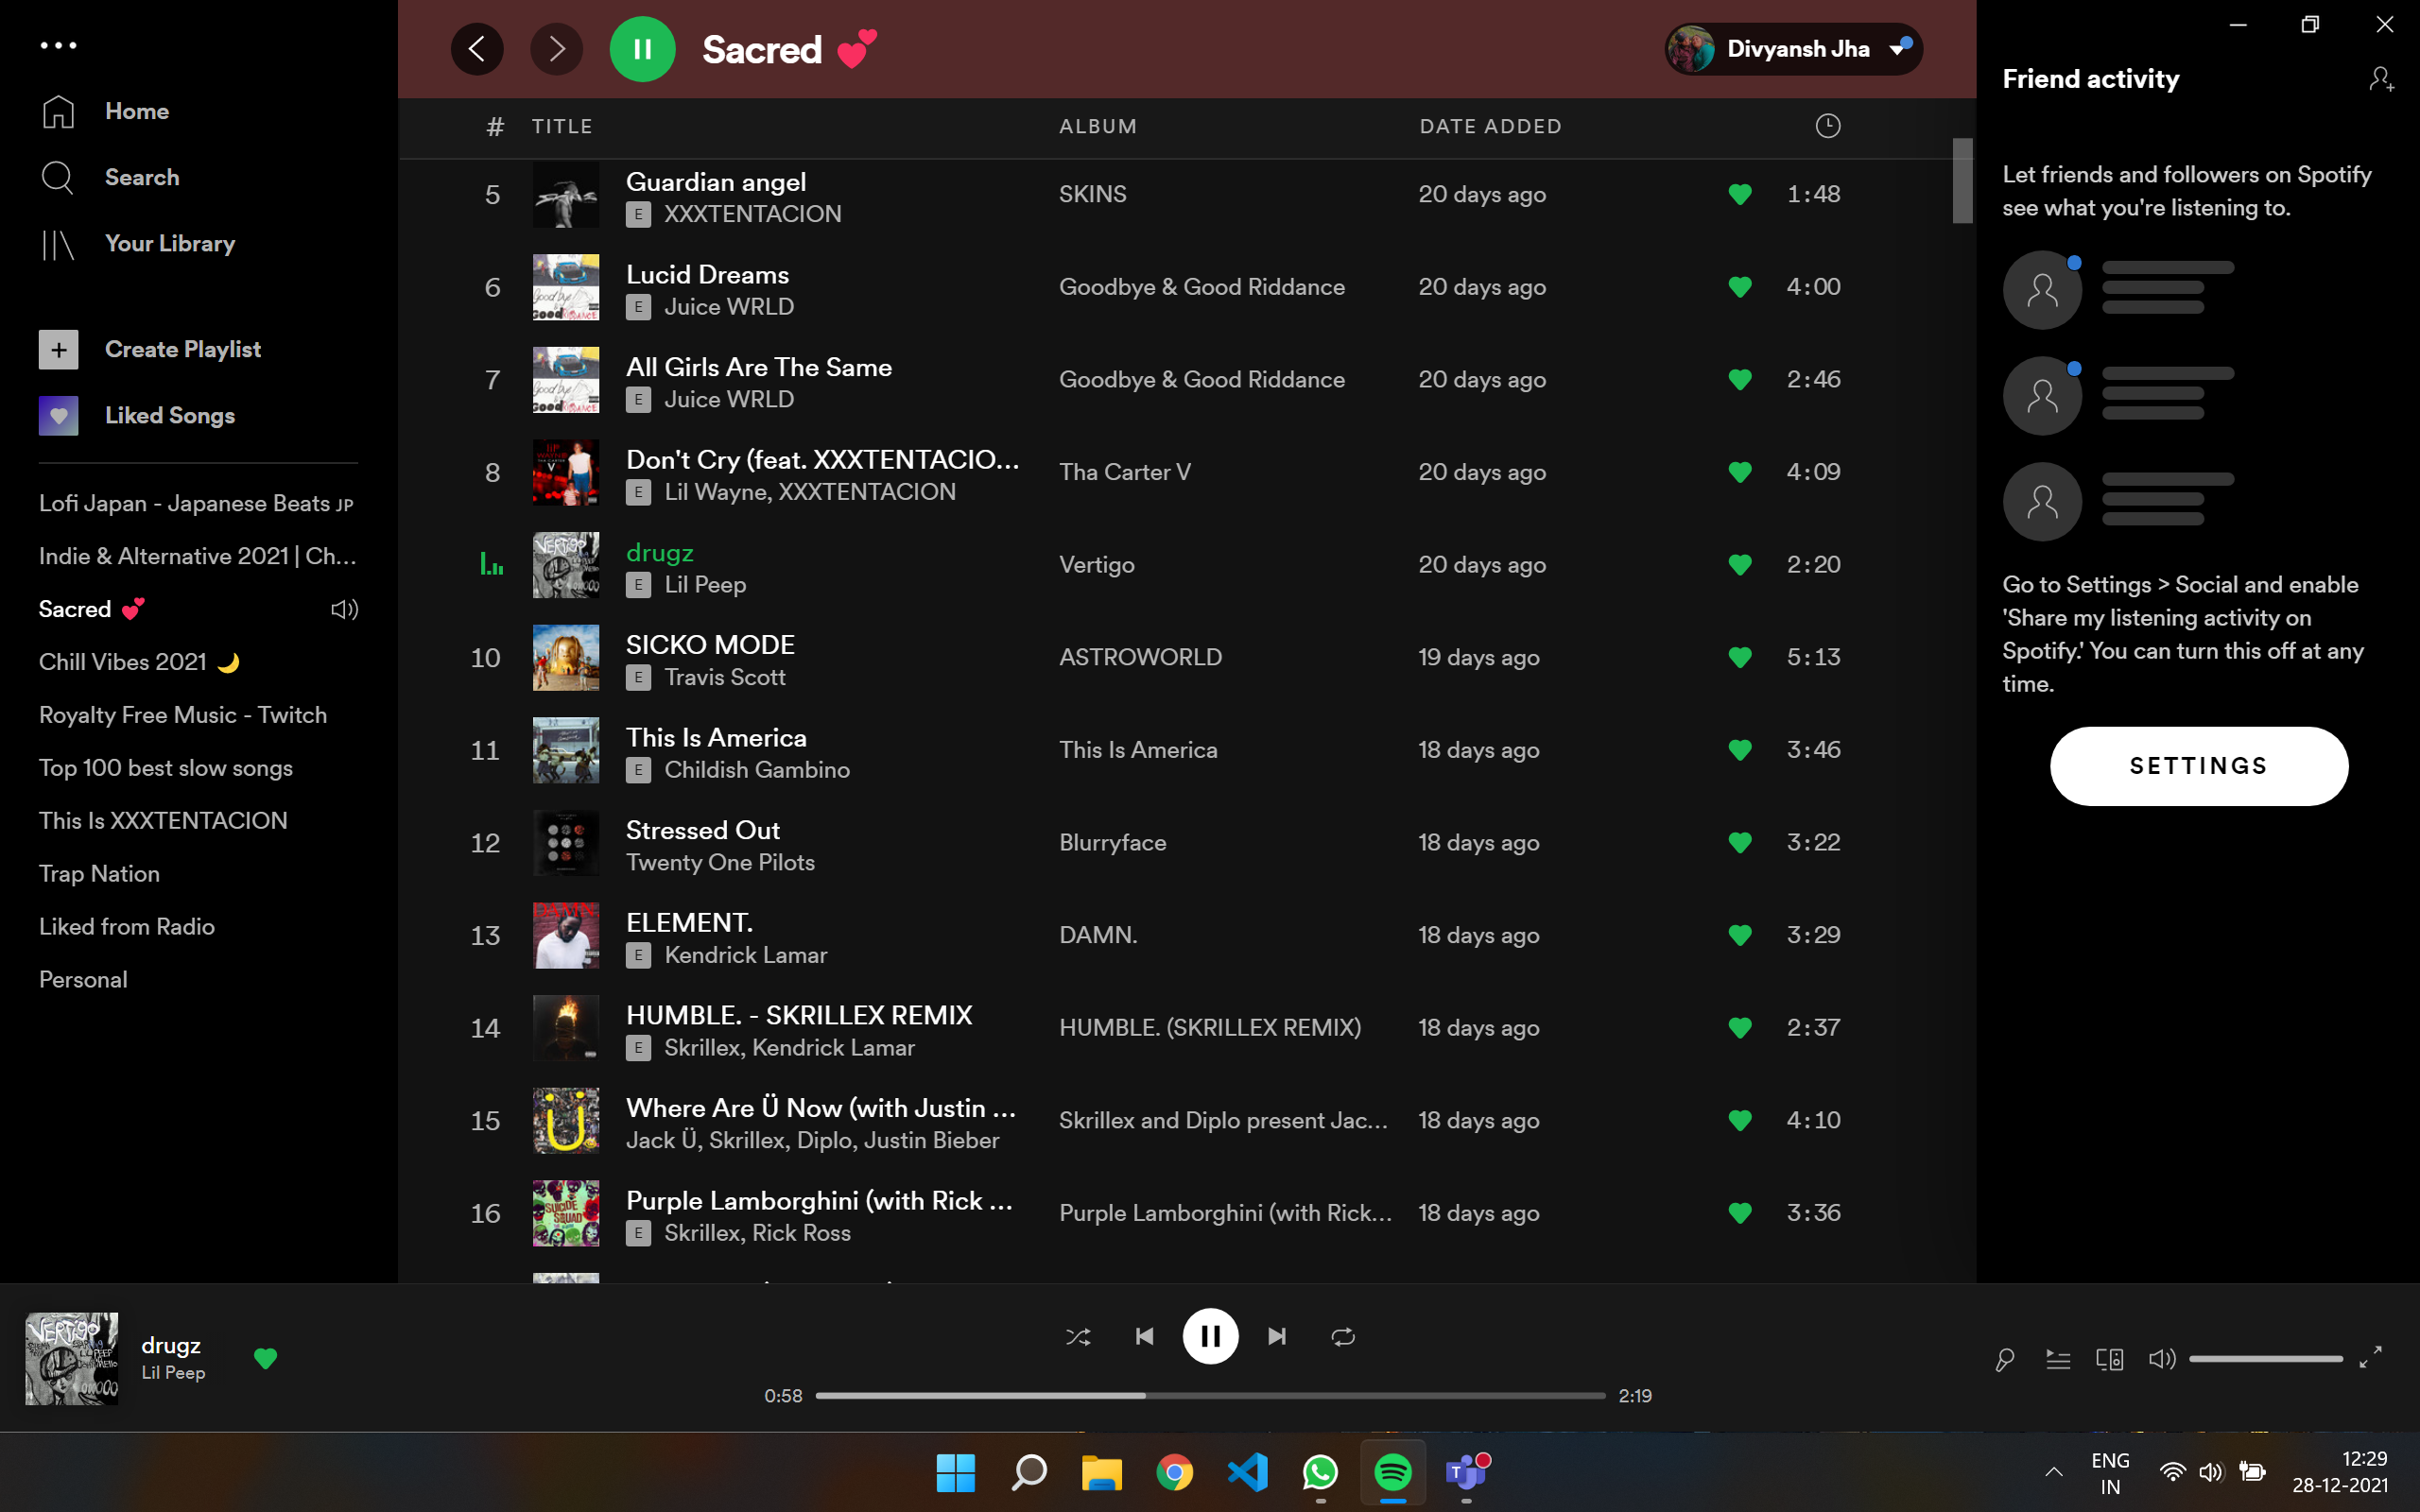 Home
Search
Your Library
Create Playlist
Liked Songs
Lofi Japan - Japanese Beats JP
Indie & Alternative 2021 | Ch...
Sacred 💕
Chill Vibes 2021 🌙
Royalty Free Music - Twitch
Top 100 best slow songs
This Is XXXTENTACION
Trap Nation
Liked from Radio
Personal
Sacred 💕
Divyansh Jha
# TITLE ALBUM DATE ADDED
5 Guardian angel SKINS 20 days ago 1:48
E XXXTENTACION
6 Lucid Dreams Goodbye & Good Riddance 20 days ago 4:00
E Juice WRLD
7 All Girls Are The Same Goodbye & Good Riddance 20 days ago 2:46
E Juice WRLD
8 Don't Cry (feat. XXXTENTACIO... Tha Carter V 20 days ago 4:09
E Lil Wayne, XXXTENTACION
drugz Vertigo 20 days ago 2:20
E Lil Peep
10 SICKO MODE ASTROWORLD 19 days ago 5:13
E Travis Scott
11 This Is America This Is America 18 days ago 3:46
E Childish Gambino
12 Stressed Out Blurryface 18 days ago 3:22
Twenty One Pilots
13 ELEMENT. DAMN. 18 days ago 3:29
E Kendrick Lamar
14 HUMBLE. - SKRILLEX REMIX HUMBLE. (SKRILLEX REMIX) 18 days ago 2:37
E Skrillex, Kendrick Lamar
15 Where Are Ü Now (with Justin ... Skrillex and Diplo present Jac... 18 days ago 4:10
Jack Ü, Skrillex, Diplo, Justin Bieber
16 Purple Lamborghini (with Rick ... Purple Lamborghini (with Rick... 18 days ago 3:36
E Skrillex, Rick Ross
Friend activity
Let friends and followers on Spotify
see what you're listening to.
Go to Settings > Social and enable
'Share my listening activity on
Spotify.' You can turn this off at any
time.
SETTINGS
VERTIGO
drugz
Lil Peep
0:58
2:19
ENG
IN
12:29
28-12-2021